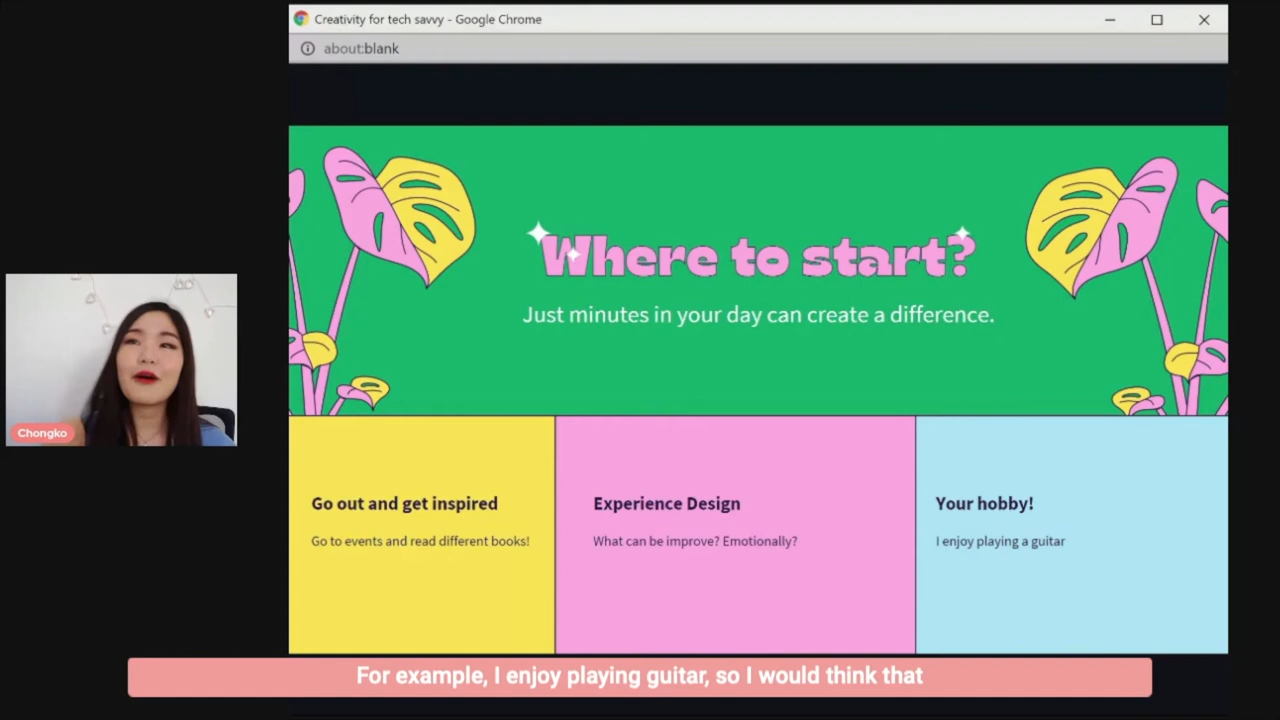 Creativity for tech savvy - Google Chrome
about:blank
Where to start?
Just minutes in your day can create a difference.
Go out and get inspired
Go to events and read different books!
Experience Design
What can be improve? Emotionally?
Your hobby!
I enjoy playing a guitar
Chongko
For example, I enjoy playing guitar, so I would think that